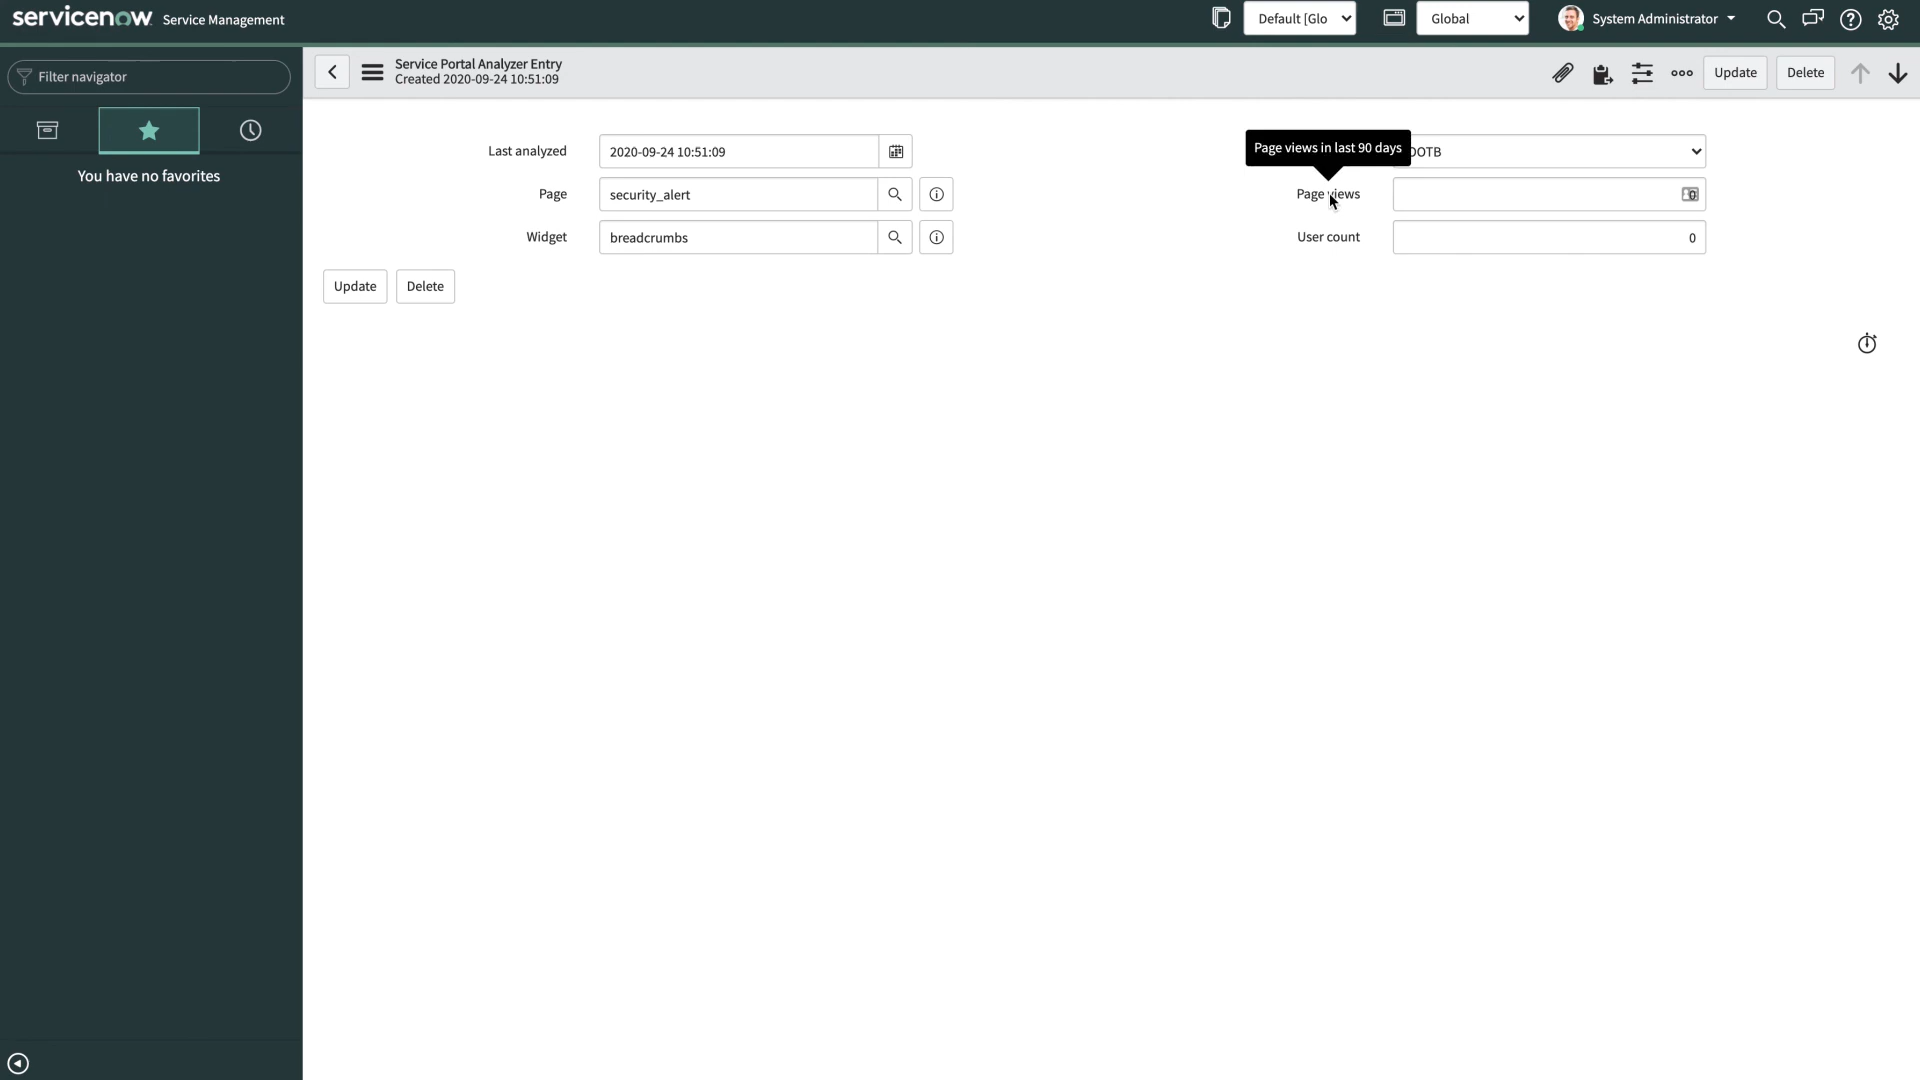 servicenow Service Management
Default [Glo
Global
System Administrator
Filter navigator
You have no favorites
Service Portal Analyzer Entry
Created 2020-09-24 10:51:09
Update
Delete
Last analyzed
2020-09-24 10:51:09
Page
security_alert
Widget
breadcrumbs
Page views in last 90 days
OOTB
Page views
0
User count
0
Update
Delete